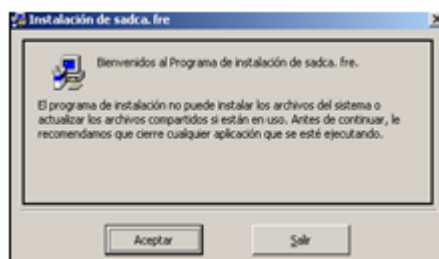 Instalación de sadca. fre
Bienvenidos al Programa de instalación de sadca. fre.
El programa de instalación no puede instalar los archivos del sistema o
actualizar los archivos compartidos si están en uso. Antes de continuar, le
recomendamos que cierre cualquier aplicación que se esté ejecutando.
Aceptar
Salir